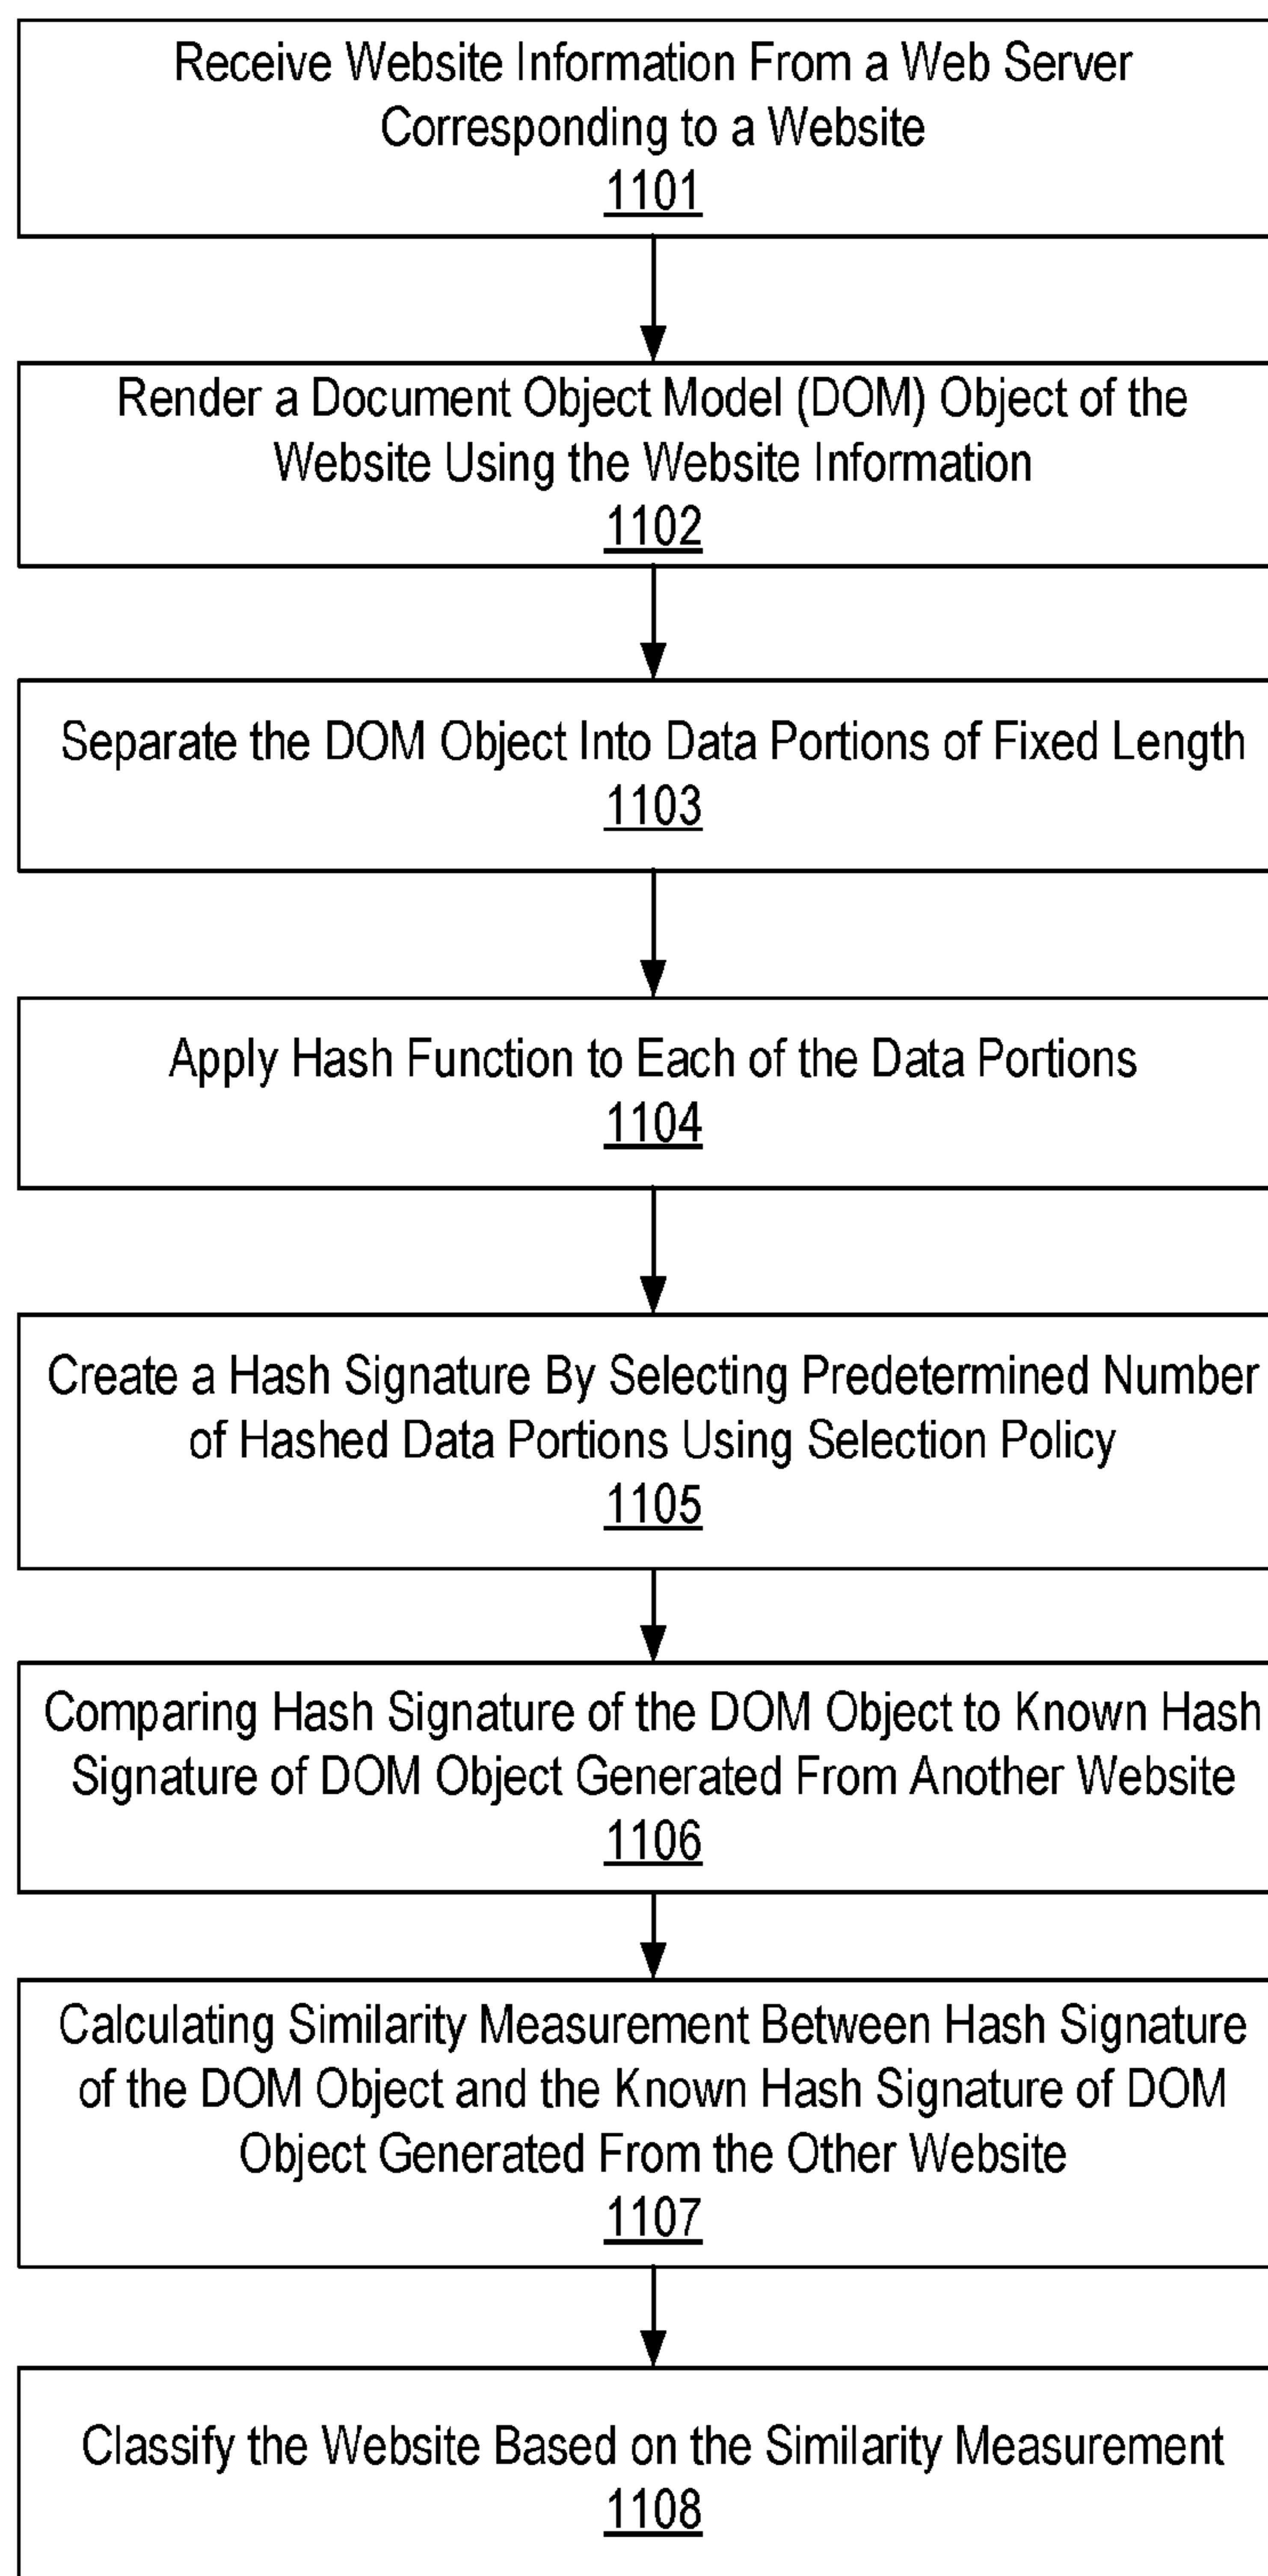 Receive Website Information From a Web Server
Corresponding to a Website
1101
Render a Document Object Model (DOM) Object of the
Website Using the Website Information
1102
Separate the DOM Object Into Data Portions of Fixed Length
1103
Apply Hash Function to Each of the Data Portions
1104
Create a Hash Signature By Selecting Predetermined Number
of Hashed Data Portions Using Selection Policy
1105
Comparing Hash Signature of the DOM Object to Known Hash
Signature of DOM Object Generated From Another Website
1106
Calculating Similarity Measurement Between Hash Signature
of the DOM Object and the Known Hash Signature of DOM
Object Generated From the Other Website
1107
Classify the Website Based on the Similarity Measurement
1108